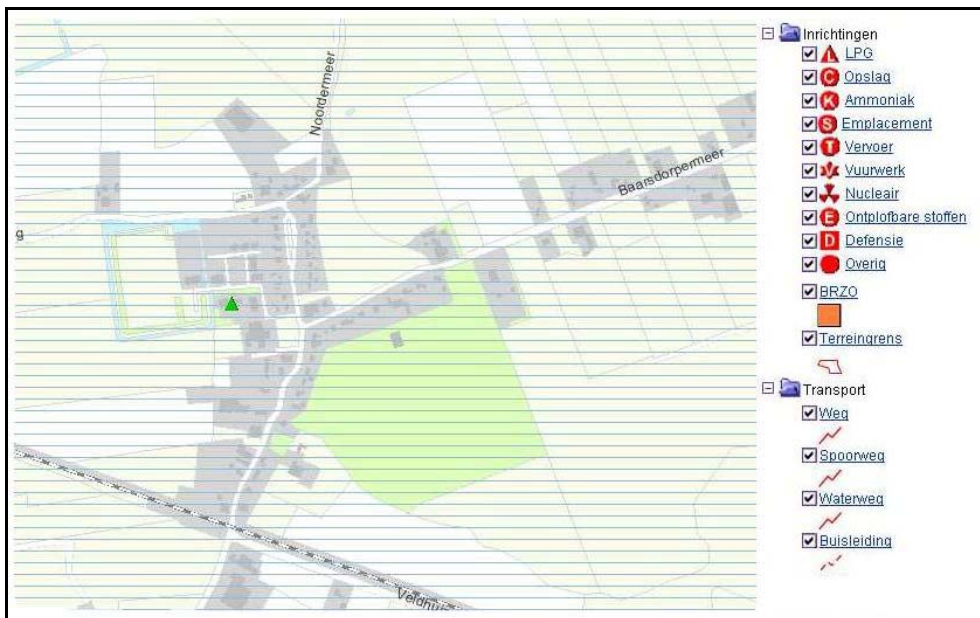 Noordermeer
Baarsdorpermeer
g
Veldhui
Inrichtingen
L LPG
C Opslag
K Ammoniak
S Emplacement
T Vervoer
Vuurwerk
Nucleair
E Ontplofbare stoffen
D Defensie
Overig
BRZO
Terreingrens
Transport
Weg
Spoorweg
Waterweg
Buisleiding